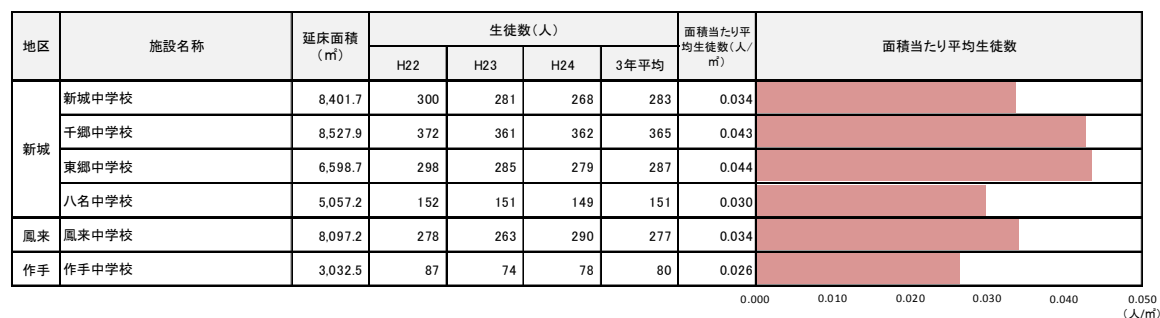 地区 施設名称 延床面積（㎡） 生徒数（人） 面積当たり平均生徒数（人/㎡） 面積当たり平均生徒数
H22 H23 H24 3年平均
新城 新城中学校 8,401.7 300 281 268 283 0.034
千郷中学校 8,527.9 372 361 362 365 0.043
東郷中学校 6,598.7 298 285 279 287 0.044
八名中学校 5,057.2 152 151 149 151 0.030
鳳来 鳳来中学校 8,097.2 278 263 290 277 0.034
作手 作手中学校 3,032.5 87 74 78 80 0.026
0.000 0.010 0.020 0.030 0.040 0.050
（人/㎡）